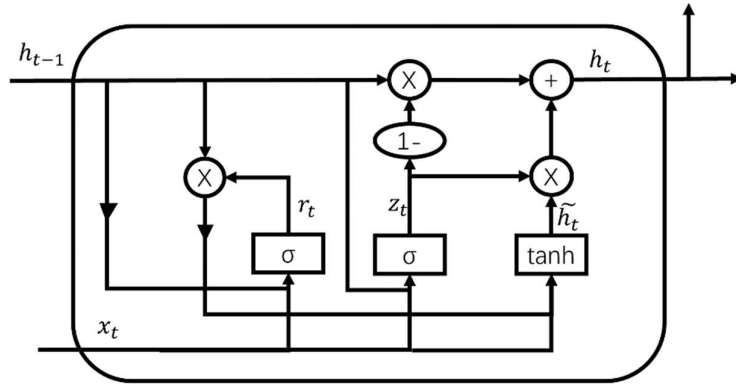 h_{t-1}
X
+
h_t
1-
X
r_t
z_t
X
h̃_t
σ
σ
tanh
x_t